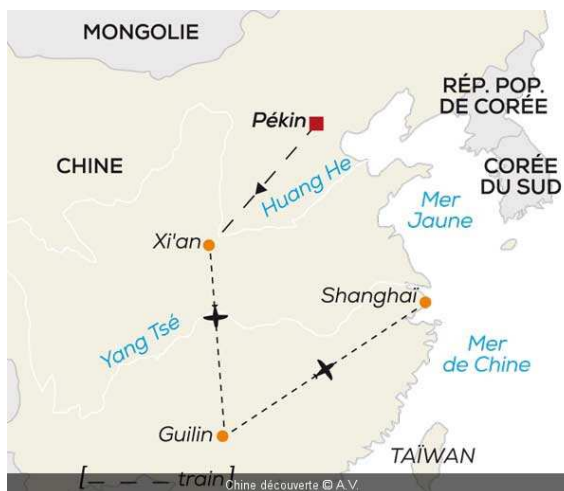 MONGOLIE
RÉP. POP.
DE CORÉE
Pékin
CHINE
CORÉE
DU SUD
Huang He
Mer
Jaune
Xi'an
Shanghaï
Yang Tsé
Mer
de Chine
Guilin
TAÏWAN
[_ _ _ train]
Chine découverte © A.V.